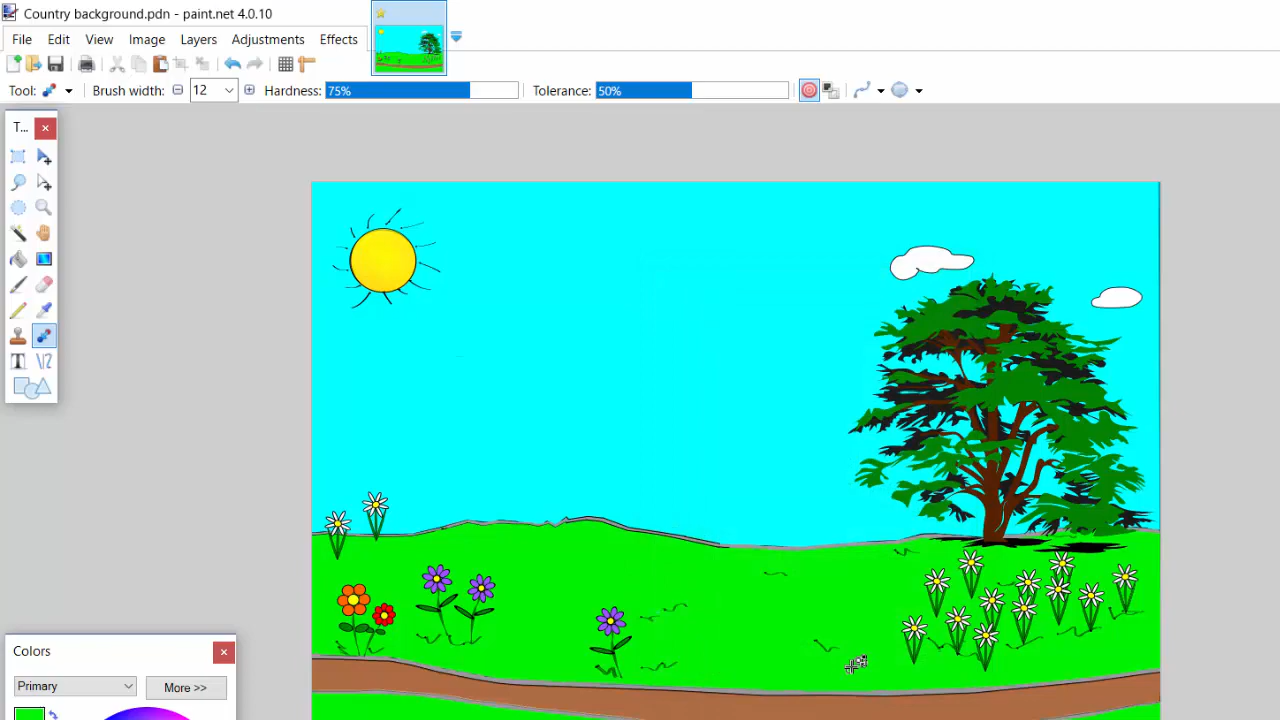 Country background.pdn - paint.net 4.0.10
File Edit View Image Layers Adjustments Effects
Tool: Brush width: 12 Hardness: 75% Tolerance: 50%
T...
Colors
Primary More >>